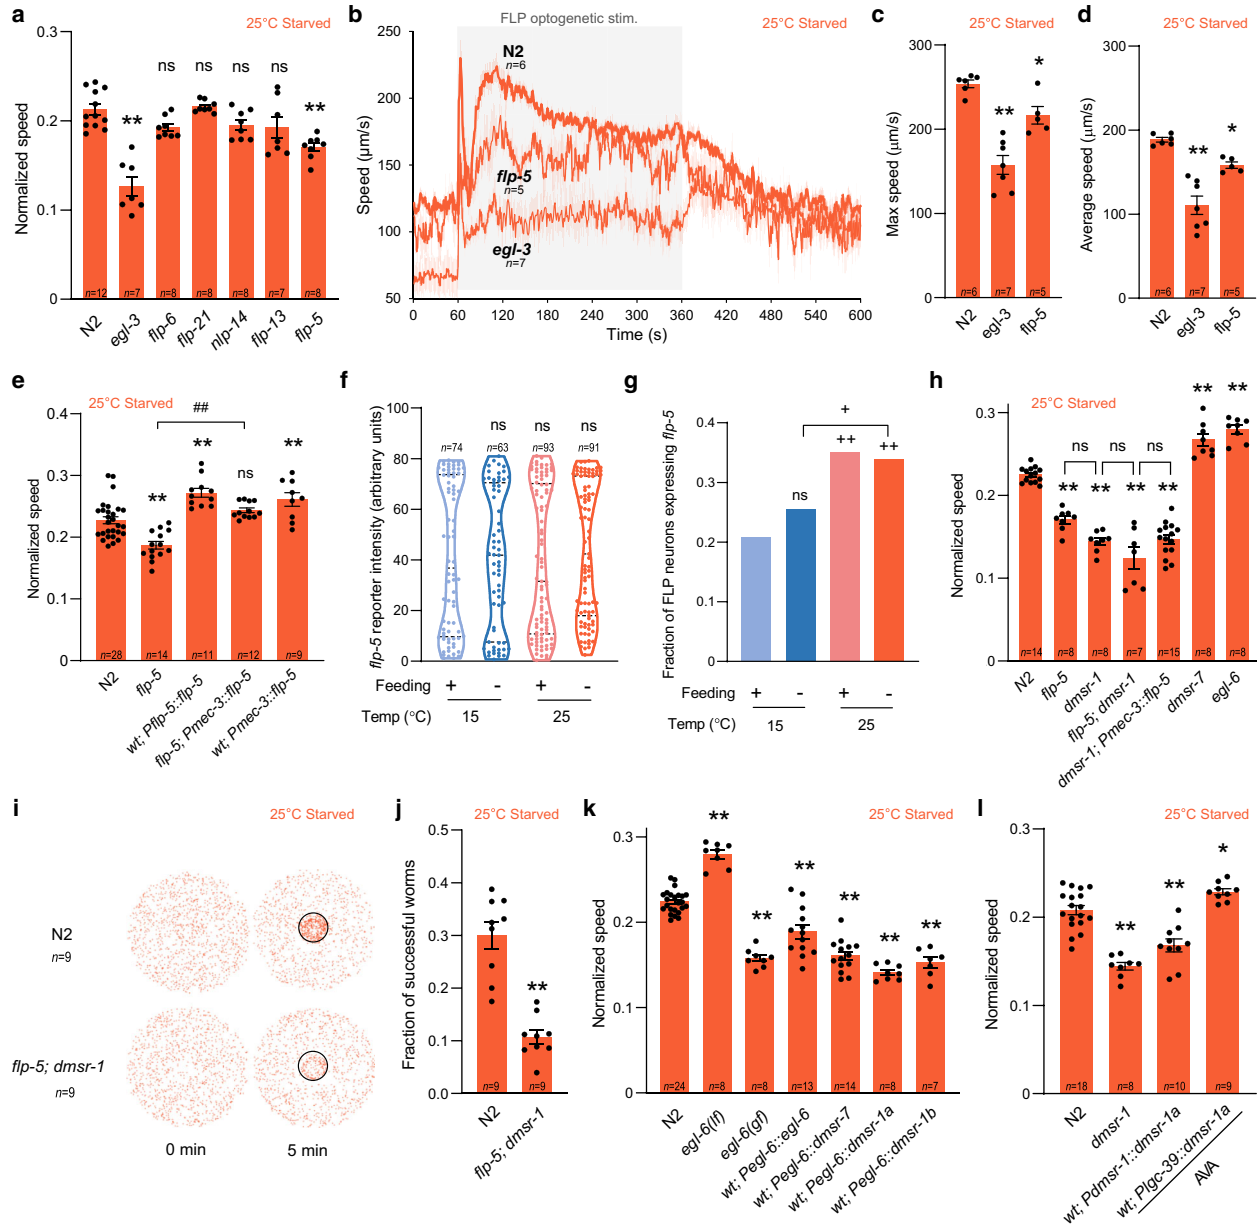 a
25°C Starved
Normalized speed
0.3
0.2
0.1
0
**
ns
ns
ns
ns
**
n=12
n=7
n=8
n=8
n=8
n=7
n=8
N2
egl-3
flp-6
flp-21
nlp-14
flp-13
flp-5
b
FLP optogenetic stim.
25°C Starved
Speed (µm/s)
250
200
150
100
50
N2
n=6
flp-5
n=5
egl-3
n=7
0 60 120 180 240 300 360 420 480 540 600
Time (s)
c
25°C Starved
Max speed (µm/s)
300
200
100
0
**
*
n=6
n=7
n=5
N2
egl-3
flp-5
d
25°C Starved
Average speed (µm/s)
300
200
100
0
**
*
n=6
n=7
n=5
N2
egl-3
flp-5
e
25°C Starved
Normalized speed
0.4
0.3
0.2
0.1
0
##
**
**
ns
**
n=28
n=14
n=11
n=12
n=9
N2
flp-5
wt; Pflp-5::flp-5
flp-5; Pmec-3::flp-5
wt; Pmec-3::flp-5
f
flp-5 reporter intensity (arbitrary units)
100
80
60
40
20
0
ns
ns
ns
n=74
n=63
n=93
n=91
Feeding + - + -
Temp (°C) 15 25
g
Fraction of FLP neurons expressing flp-5
0.4
0.3
0.2
0.1
0
+
ns
++
++
Feeding + - + -
Temp (°C) 15 25
h
25°C Starved
Normalized speed
0.3
0.2
0.1
0
ns
ns
ns
**
**
**
**
**
**
n=14
n=8
n=8
n=7
n=15
n=8
n=8
N2
flp-5
dmsr-1
flp-5; dmsr-1
dmsr-1; Pmec-3::flp-5
dmsr-7
egl-6
i
25°C Starved
N2
n=9
flp-5; dmsr-1
n=9
0 min
5 min
j
25°C Starved
Fraction of successful worms
0.5
0.4
0.3
0.2
0.1
0.0
**
n=9
n=9
N2
flp-5; dmsr-1
k
25°C Starved
Normalized speed
0.3
0.2
0.1
0
**
**
**
**
**
**
n=24
n=8
n=8
n=13
n=14
n=8
n=7
N2
egl-6(lf)
egl-6(gf)
wt; Pegl-6::egl-6
wt; Pegl-6::dmsr-7
wt; Pegl-6::dmsr-1a
wt; Pegl-6::dmsr-1b
l
25°C Starved
Normalized speed
0.3
0.2
0.1
0
**
**
*
n=18
n=8
n=10
n=9
N2
dmsr-1
wt; Pdmsr-1::dmsr-1a
wt; Plgc-39::dmsr-1a
AVA